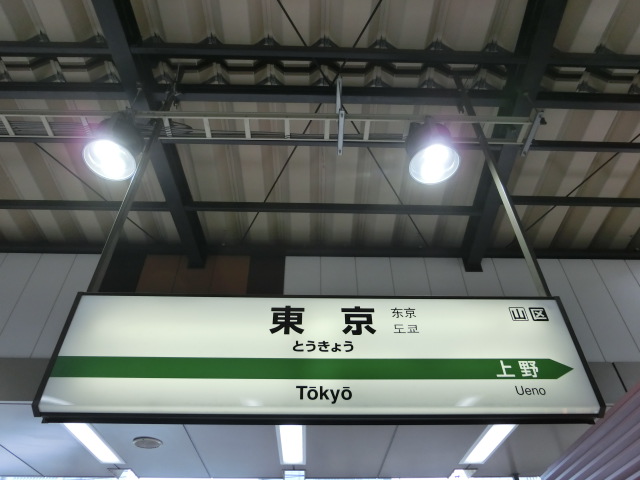 東京
东京
도쿄
山区
とうきょう
上野
Tōkyō
Ueno